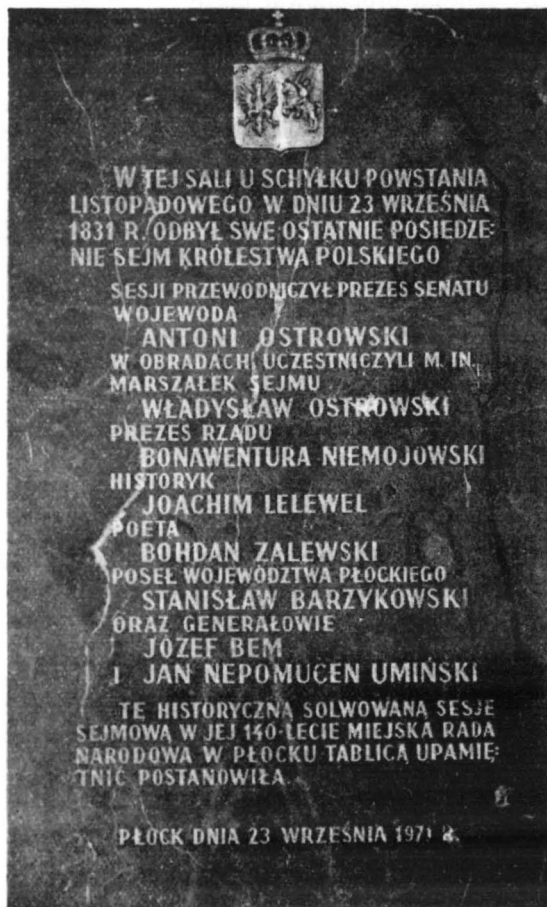 W TEJ SALI U SCHYŁKU POWSTANIA
LISTOPADOWEGO W DNIU 23 WRZEŚNIA
1831 R. ODBYŁ SWE OSTATNIE POSIEDZE-
NIE SEJM KRÓLESTWA POLSKIEGO
SESJI PRZEWODNICZYŁ PREZES SENATU
WOJEWODA
ANTONI OSTROWSKI
W OBRADACH UCZESTNICZYLI M. IN.
MARSZAŁEK SEJMU
WŁADYSŁAW OSTROWSKI
PREZES RZĄDU
BONAWENTURA NIEMOJOWSKI
HISTORYK
JOACHIM LELEWEL
POETA
BOHDAN ZALEWSKI
POSEŁ WOJEWÓDZTWA PŁOCKIEGO
STANISŁAW BARZYKOWSKI
ORAZ GENERAŁOWIE
JÓZEF BEM
I JAN NEPOMUCEN UMIŃSKI
TĘ HISTORYCZNĄ SOLWOWANĄ SESJE
SEJMOWĄ W JEJ 140-LECIE MIEJSKA RADA
NARODOWA W PŁOCKU TABLICĄ UPAMIĘ-
TNIĆ POSTANOWIŁA.
PŁOCK DNIA 23 WRZEŚNIA 1971 R.